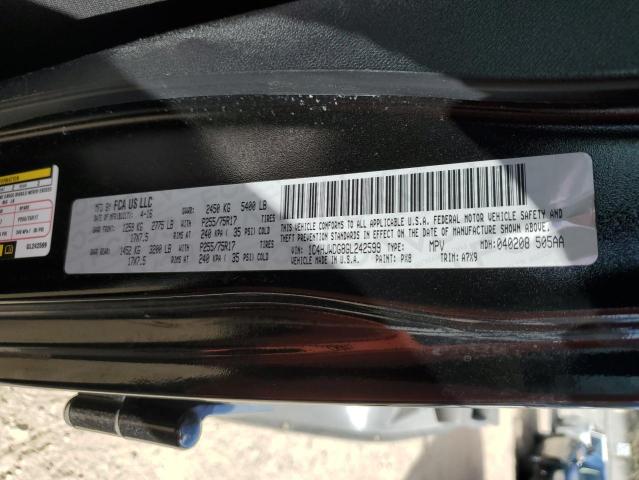 MFD BY: FCA US LLC
DATE OF MFR: 4-16 GVWR: 2450 KG 5400 LB
GAWR FRONT: 1259 KG 2775 LB P255/75R17 TIRES
17X7.5 RIMS AT 240 KPA ( 35 PSI) COLD
GAWR REAR: 1452 KG 3200 LB P255/75R17 TIRES
17X7.5 RIMS AT 240 KPA ( 35 PSI) COLD
THIS VEHICLE CONFORMS TO ALL APPLICABLE U.S.A. FEDERAL MOTOR VEHICLE SAFETY AND
THEFT PREVENTION STANDARDS IN EFFECT ON THE DATE OF MANUFACTURE SHOWN ABOVE.
VIN: 1C4HJWDG8GL242599 TYPE: MPV MDH: 040208 505AA
VEHICLE MADE IN U.S.A. PAINT: PX8 TRIM: A7X9
P255/75R17
GL242599